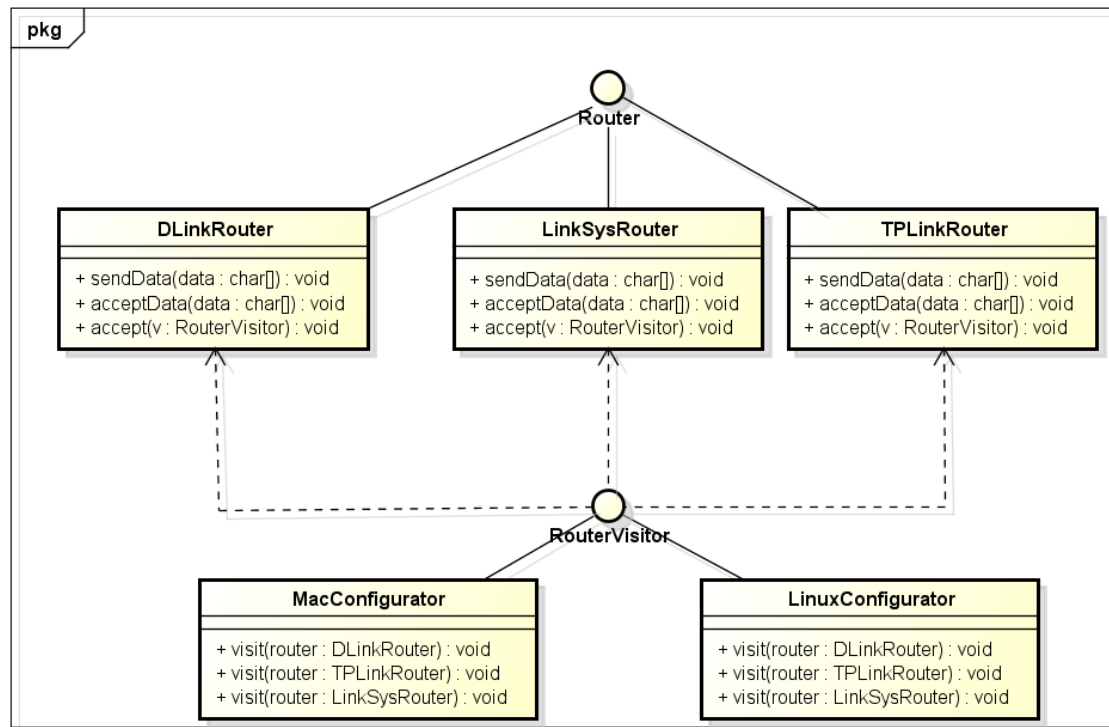 pkg
Router
DLinkRouter
+ sendData(data : char[]) : void
+ acceptData(data : char[]) : void
+ accept(v : RouterVisitor) : void
LinkSysRouter
+ sendData(data : char[]) : void
+ acceptData(data : char[]) : void
+ accept(v : RouterVisitor) : void
TPLinkRouter
+ sendData(data : char[]) : void
+ acceptData(data : char[]) : void
+ accept(v : RouterVisitor) : void
RouterVisitor
MacConfigurator
+ visit(router : DLinkRouter) : void
+ visit(router : TPLinkRouter) : void
+ visit(router : LinkSysRouter) : void
LinuxConfigurator
+ visit(router : DLinkRouter) : void
+ visit(router : TPLinkRouter) : void
+ visit(router : LinkSysRouter) : void